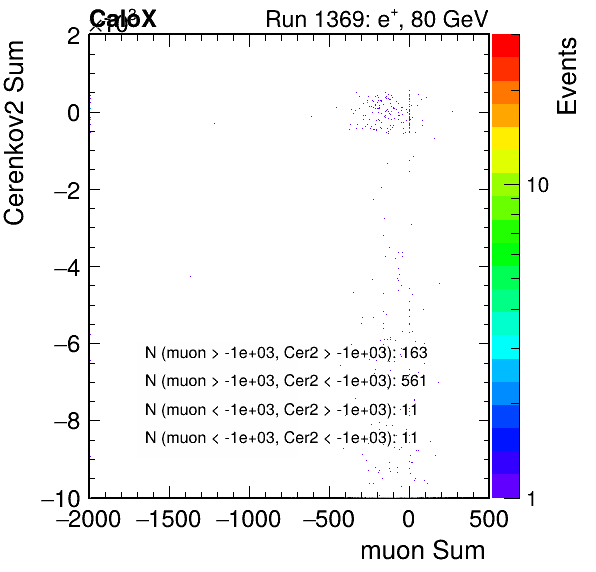 CaloX
×10³
Run 1369: e⁺, 80 GeV
Cerenkov2 Sum
2
0
−2
−4
−6
−8
−10
N (muon > -1e+03, Cer2 > -1e+03): 163
N (muon > -1e+03, Cer2 < -1e+03): 561
N (muon < -1e+03, Cer2 > -1e+03): 11
N (muon < -1e+03, Cer2 < -1e+03): 11
−2000 −1500 −1000 −500 0 500
muon Sum
Events
10
1